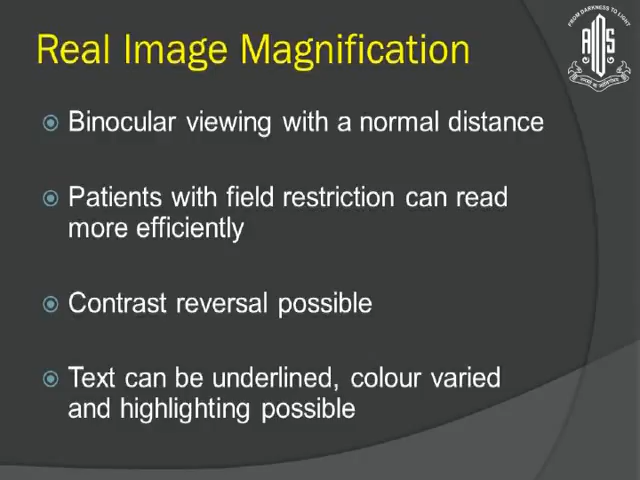 Real Image Magnification
FROM DARKNESS TO LIGHT
AIIMS
Binocular viewing with a normal distance
Patients with field restriction can read
more efficiently
Contrast reversal possible
Text can be underlined, colour varied
and highlighting possible